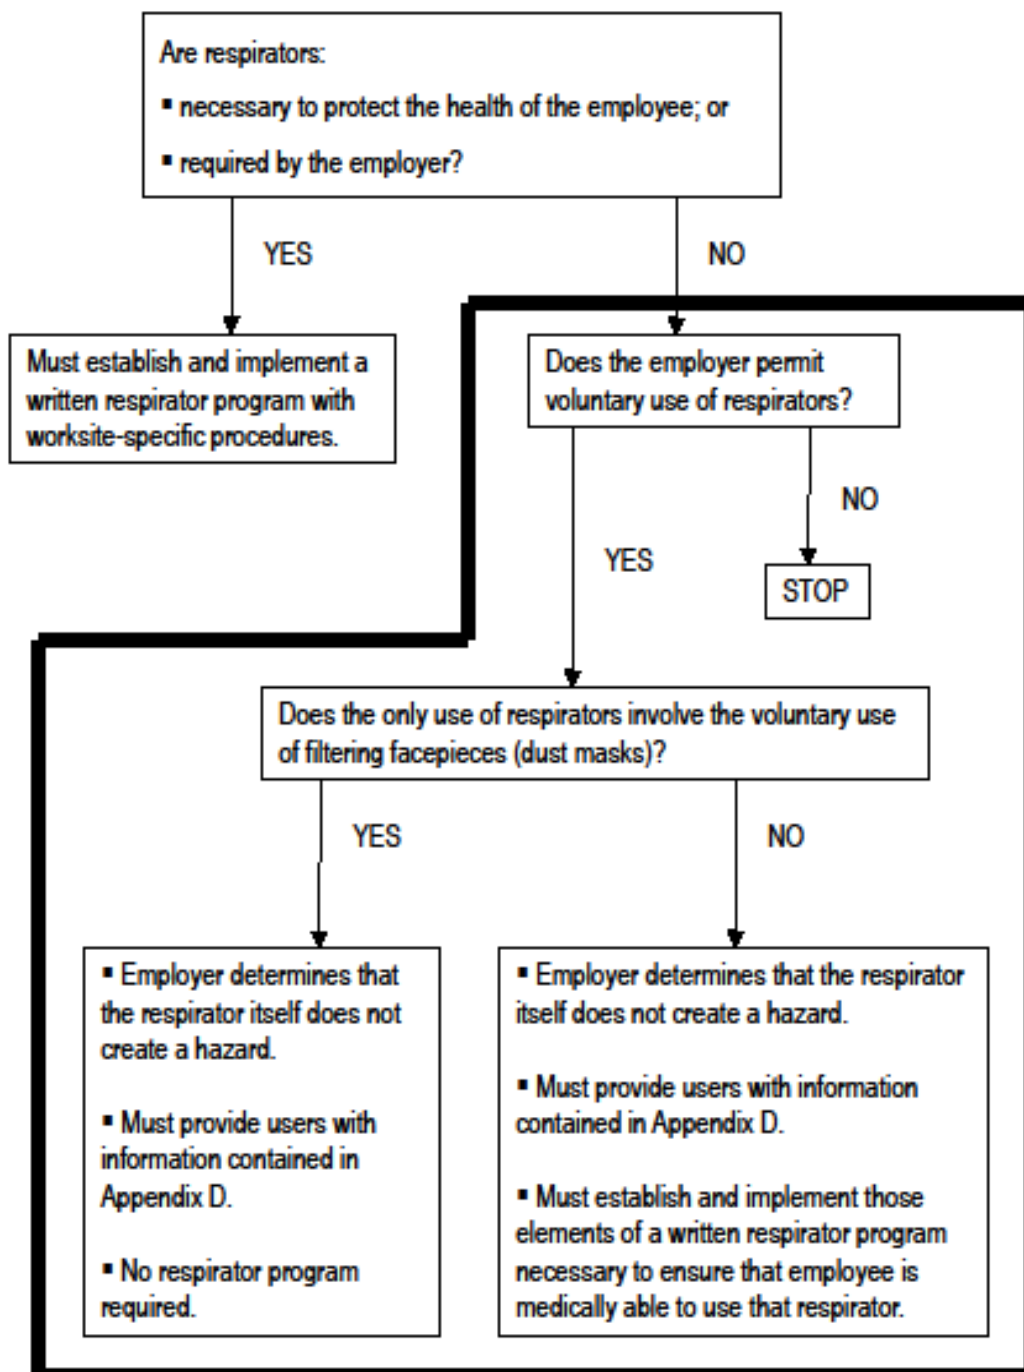 Are respirators:
▪ necessary to protect the health of the employee; or
▪ required by the employer?
YES
NO
Must establish and implement a
written respirator program with
worksite-specific procedures.
Does the employer permit
voluntary use of respirators?
NO
YES
STOP
Does the only use of respirators involve the voluntary use
of filtering facepieces (dust masks)?
YES
NO
▪ Employer determines that
the respirator itself does not
create a hazard.
▪ Must provide users with
information contained in
Appendix D.
▪ No respirator program
required.
▪ Employer determines that the respirator
itself does not create a hazard.
▪ Must provide users with information
contained in Appendix D.
▪ Must establish and implement those
elements of a written respirator program
necessary to ensure that employee is
medically able to use that respirator.